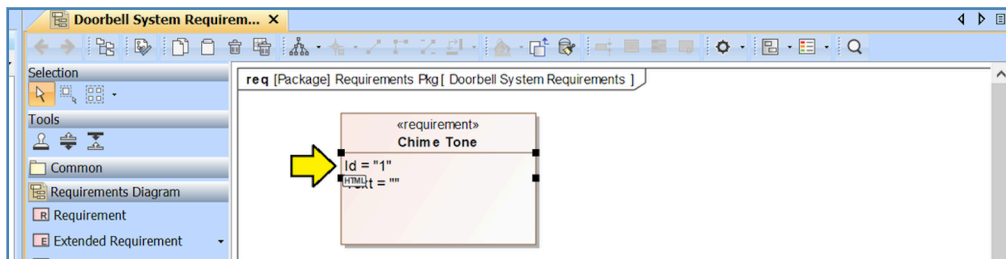 Doorbell System Requirem... X
Selection
req [Package] Requirements Pkg [ Doorbell System Requirements ]
Tools
«requirement»
Chime Tone
Common
Id = "1"
HTML
Text = ""
Requirements Diagram
R Requirement
E Extended Requirement